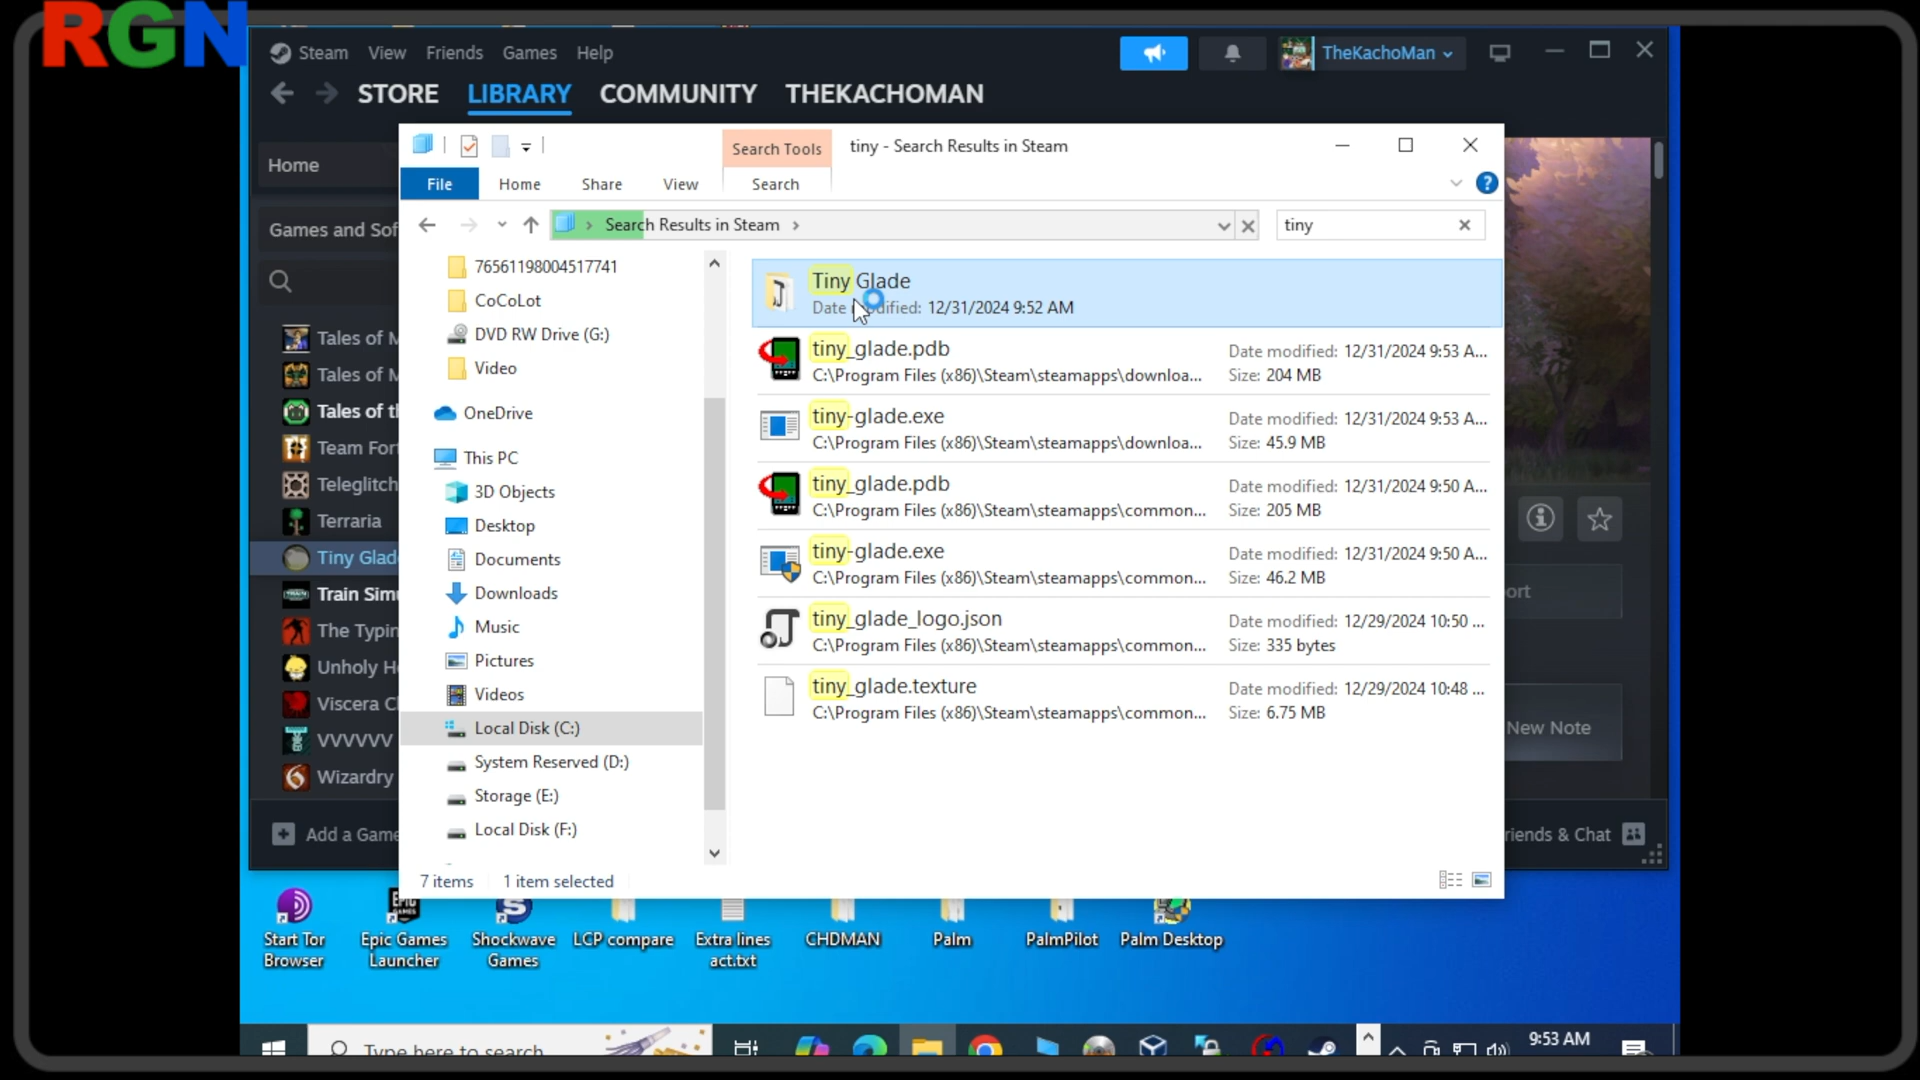 RGN
Steam View Friends Games Help
TheKachoMan
STORE LIBRARY COMMUNITY THEKACHOMAN
Search Tools
tiny - Search Results in Steam
File Home Share View Search
Search Results in Steam
tiny
Home
Games and Sof
Tales of M
Tales of M
Tales of t
Team For
Teleglitch
Terraria
Tiny Glad
Train Simu
The Typin
Unholy H
Viscera C
VVVVVV
Wizardry
Add a Game
76561198004517741
CoCoLot
DVD RW Drive (G:)
Video
OneDrive
This PC
3D Objects
Desktop
Documents
Downloads
Music
Pictures
Videos
Local Disk (C:)
System Reserved (D:)
Storage (E:)
Local Disk (F:)
Tiny Glade
Date modified: 12/31/2024 9:52 AM
tiny_glade.pdb
Date modified: 12/31/2024 9:53 A...
C:\Program Files (x86)\Steam\steamapps\downloa...
Size: 204 MB
tiny-glade.exe
Date modified: 12/31/2024 9:53 A...
C:\Program Files (x86)\Steam\steamapps\downloa...
Size: 45.9 MB
tiny_glade.pdb
Date modified: 12/31/2024 9:50 A...
C:\Program Files (x86)\Steam\steamapps\common...
Size: 205 MB
tiny-glade.exe
Date modified: 12/31/2024 9:50 A...
C:\Program Files (x86)\Steam\steamapps\common...
Size: 46.2 MB
tiny_glade_logo.json
Date modified: 12/29/2024 10:50 ...
C:\Program Files (x86)\Steam\steamapps\common...
Size: 335 bytes
tiny_glade.texture
Date modified: 12/29/2024 10:48 ...
C:\Program Files (x86)\Steam\steamapps\common...
Size: 6.75 MB
ort
New Note
riends & Chat
7 items 1 item selected
Start Tor
Browser
EPIC
GAMES
Epic Games
Launcher
Shockwave
Games
LCP compare
Extra lines
act.txt
CHDMAN
Palm
PalmPilot
Palm Desktop
Type here to search
9:53 AM